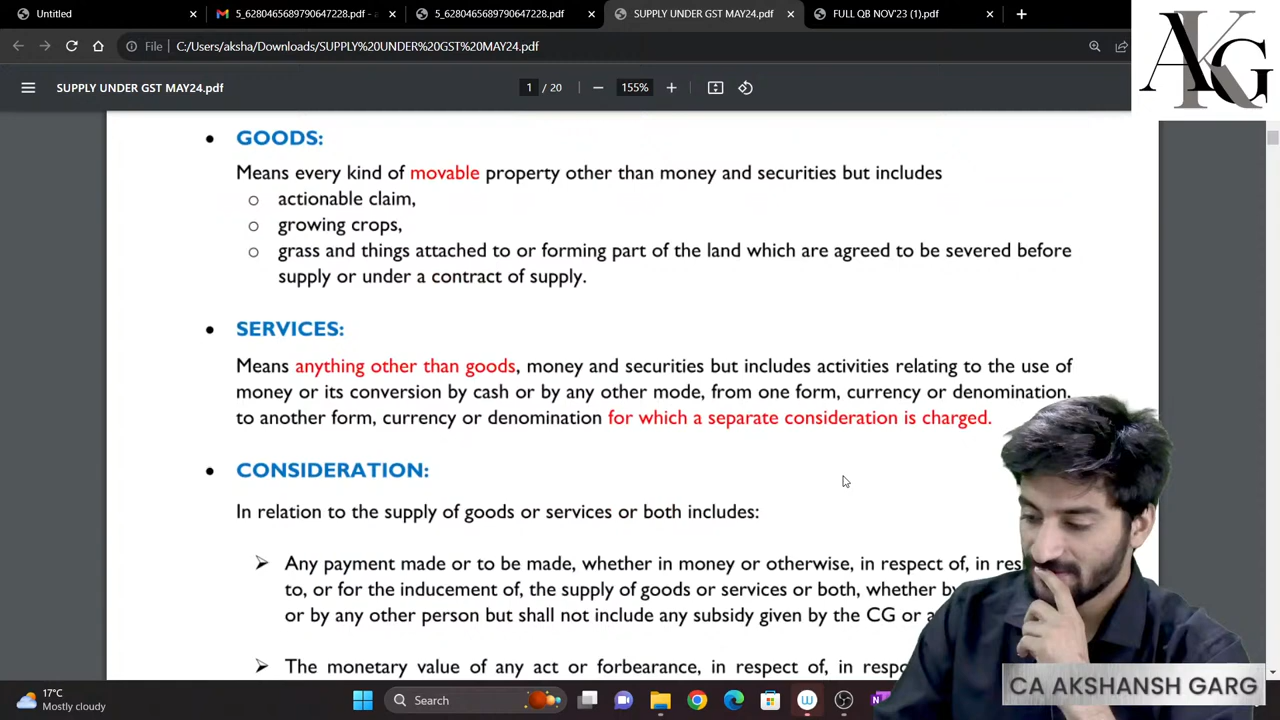 Untitled
5_6280465689790647228.pdf - a
5_6280465689790647228.pdf
SUPPLY UNDER GST MAY24.pdf
FULL QB NOV'23 (1).pdf
File
C:/Users/aksha/Downloads/SUPPLY%20UNDER%20GST%20MAY24.pdf
AKG
SUPPLY UNDER GST MAY24.pdf
1 / 20
155%
• GOODS:
Means every kind of movable property other than money and securities but includes
o actionable claim,
o growing crops,
o grass and things attached to or forming part of the land which are agreed to be severed before
supply or under a contract of supply.
• SERVICES:
Means anything other than goods, money and securities but includes activities relating to the use of
money or its conversion by cash or by any other mode, from one form, currency or denomination,
to another form, currency or denomination for which a separate consideration is charged.
• CONSIDERATION:
In relation to the supply of goods or services or both includes:
➢ Any payment made or to be made, whether in money or otherwise, in respect of, in
to, or for the inducement of, the supply of goods or services or both, whether
or by any other person but shall not include any subsidy given by the CG or
➢ The monetary value of any act or forbearance, in respect of, in
CA AKSHANSH GARG
17°C
Mostly cloudy
Search